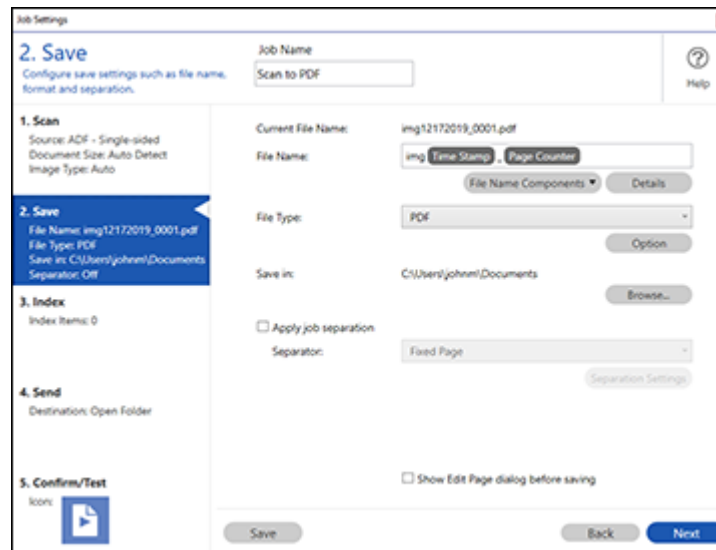 Job Settings
2. Save
Configure save settings such as file name,
format and separation.
Job Name
Scan to PDF
Help
1. Scan
Source: ADF - Single-sided
Document Size: Auto Detect
Image Type: Auto
2. Save
File Name: img12172019_0001.pdf
File Type: PDF
Save in: C:\Users\johnm\Documents
Separator: Off
3. Index
Index Items: 0
4. Send
Destination: Open Folder
5. Confirm/Test
Icon:
Current File Name: img12172019_0001.pdf
File Name: img Time Stamp _ Page Counter
File Name Components Details
File Type: PDF
Option
Save in: C:\Users\johnm\Documents
Browse...
Apply job separation
Separator: Fixed Page
Separation Settings
Show Edit Page dialog before saving
Save Back Next